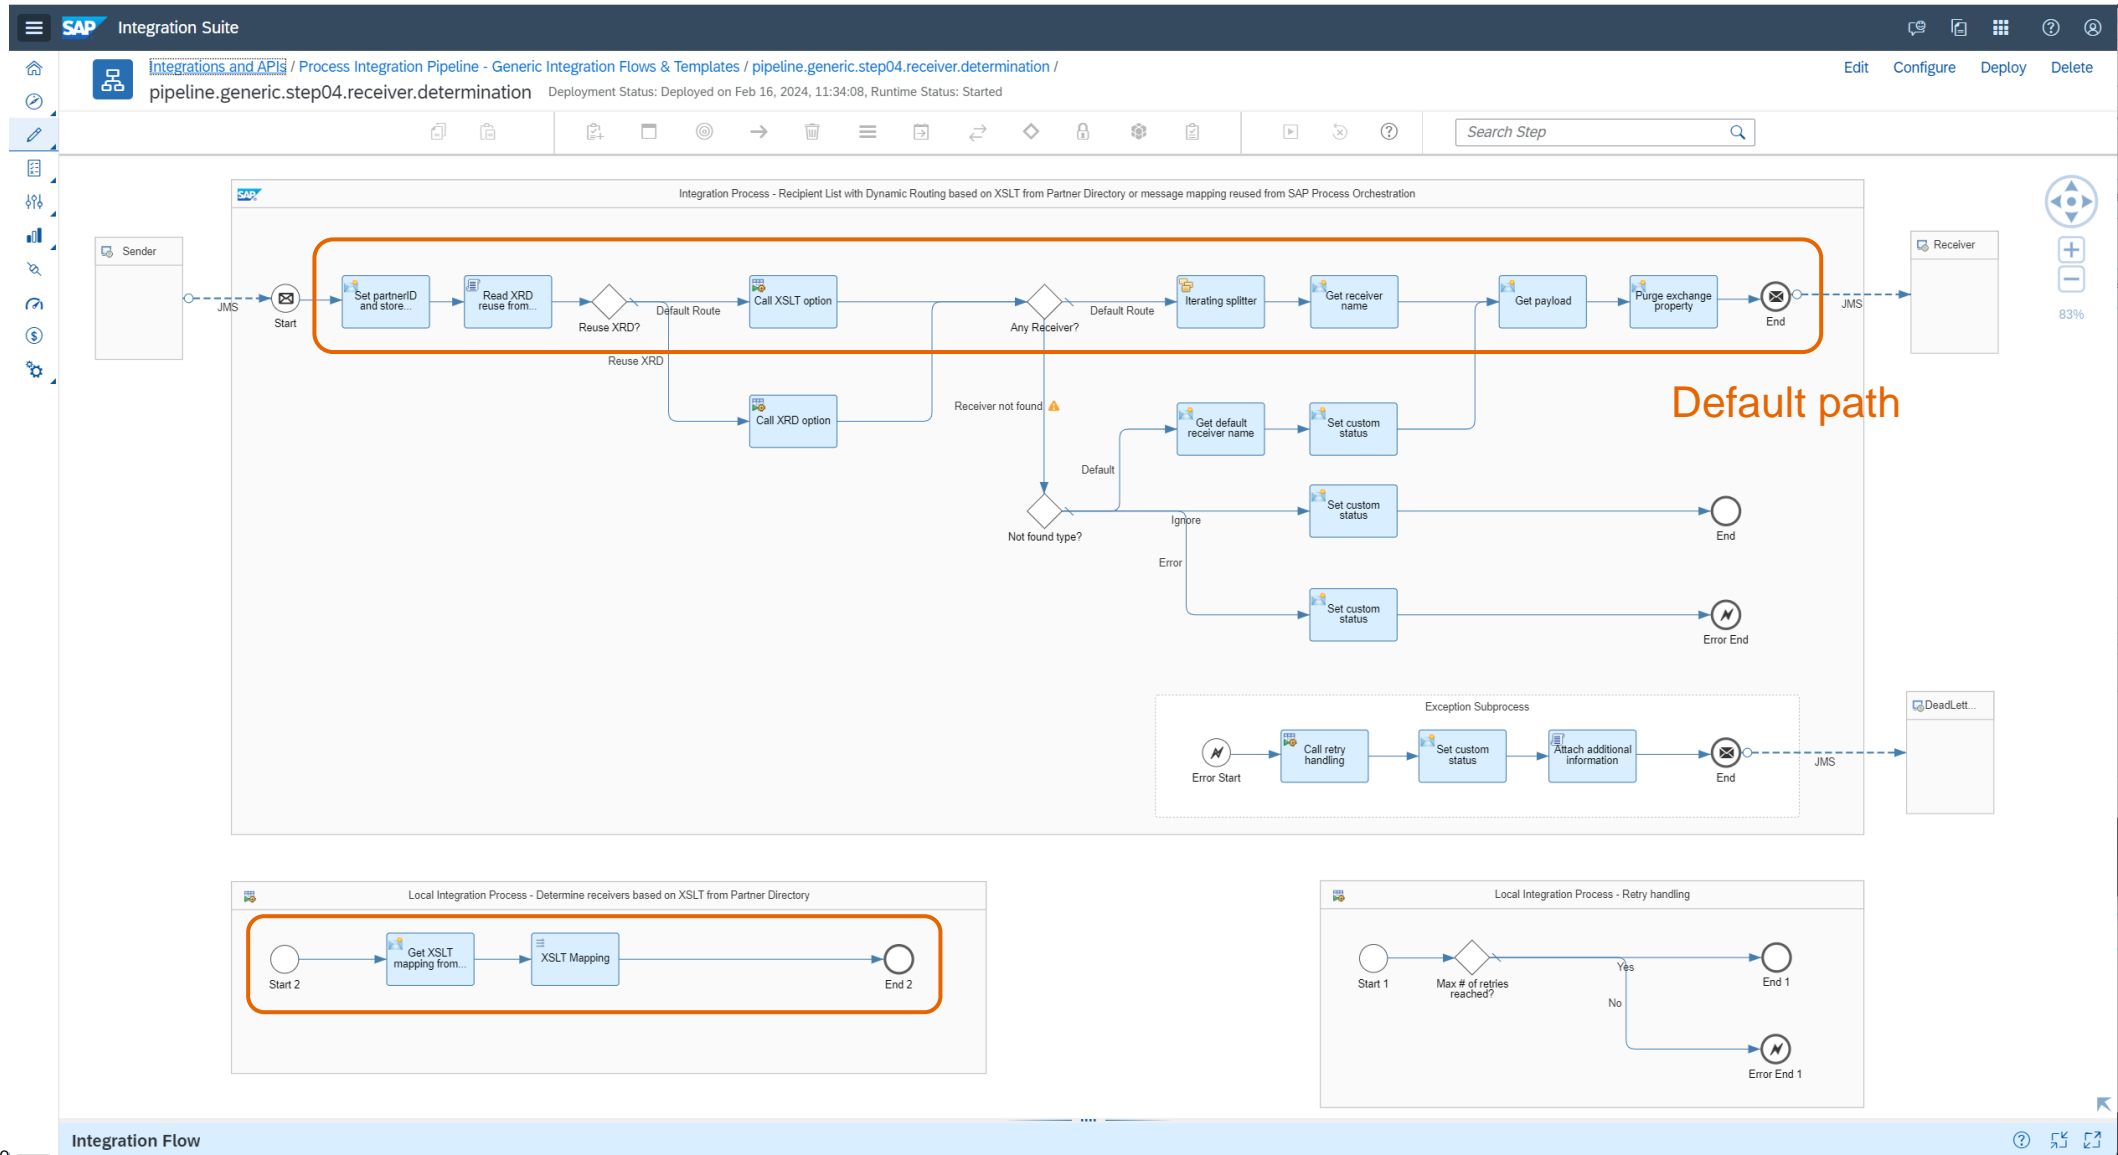 SAP Integration Suite
Integrations and APIs / Process Integration Pipeline - Generic Integration Flows & Templates / pipeline.generic.step04.receiver.determination /
Edit Configure Deploy Delete
pipeline.generic.step04.receiver.determination Deployment Status: Deployed on Feb 16, 2024, 11:34:08, Runtime Status: Started
Search Step
SAP Integration Process - Recipient List with Dynamic Routing based on XSLT from Partner Directory or message mapping reused from SAP Process Orchestration
Sender
JMS
Start
Set partnerID
and store...
Read XRD
reuse from...
Reuse XRD?
Default Route
Call XSLT option
Any Receiver?
Default Route
Iterating splitter
Get receiver
name
Get payload
Purge exchange
property
End
JMS
Receiver
83%
Reuse XRD
Call XRD option
Receiver not found
Default path
Get default
receiver name
Set custom
status
Default
Not found type?
Ignore
Set custom
status
End
Error
Set custom
status
Error End
Exception Subprocess
Error Start
Call retry
handling
Set custom
status
Attach additional
information
End
JMS
DeadLett...
Local Integration Process - Determine receivers based on XSLT from Partner Directory
Start 2
Get XSLT
mapping from...
XSLT Mapping
End 2
Local Integration Process - Retry handling
Start 1
Max # of retries
reached?
Yes
End 1
No
Error End 1
Integration Flow